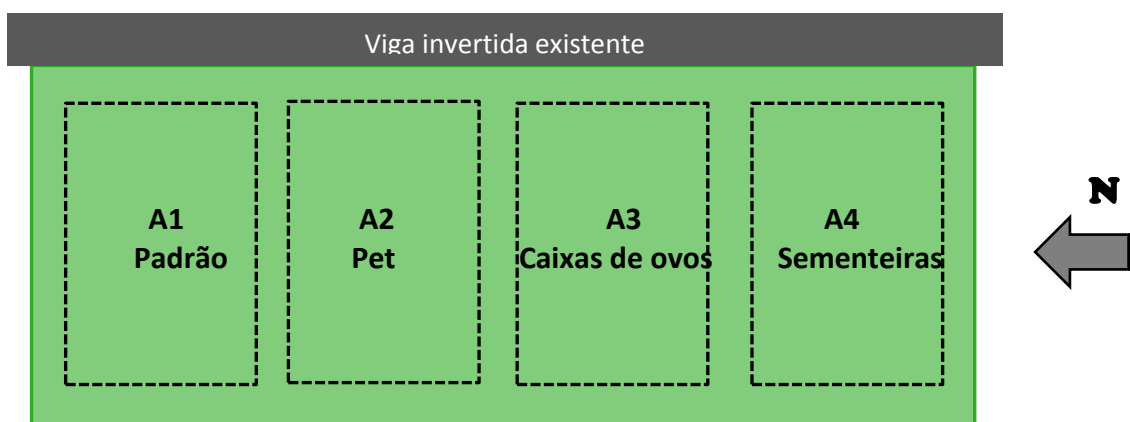 Viga invertida existente
A1
Padrão
A2
Pet
A3
Caixas de ovos
A4
Sementeiras
N